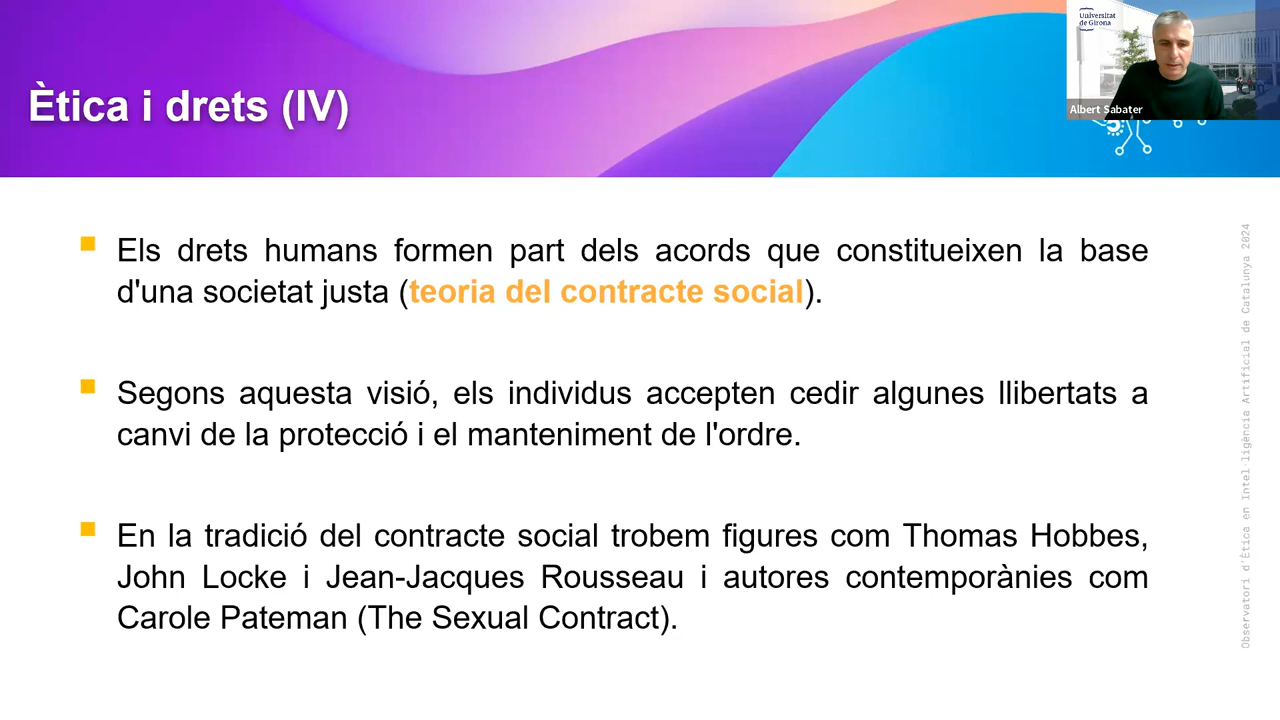 Ètica i drets (IV)
Universitat
de Girona
Albert Sabater
Els drets humans formen part dels acords que constitueixen la base
d'una societat justa (teoria del contracte social).
Segons aquesta visió, els individus accepten cedir algunes llibertats a
canvi de la protecció i el manteniment de l'ordre.
En la tradició del contracte social trobem figures com Thomas Hobbes,
John Locke i Jean-Jacques Rousseau i autores contemporànies com
Carole Pateman (The Sexual Contract).
Observatori d'Ètica en Intel·ligència Artificial de Catalunya 2024